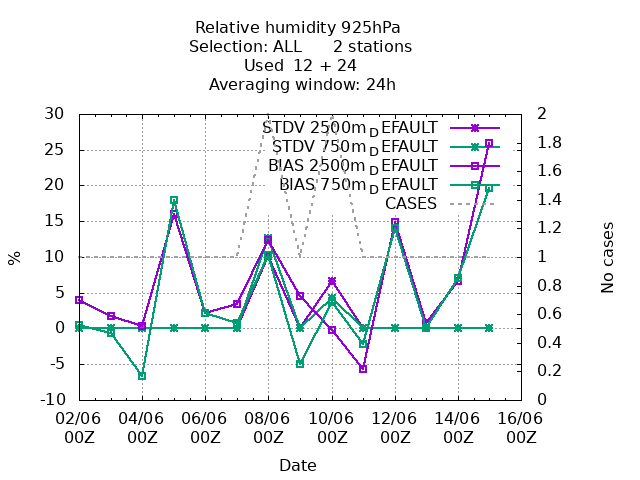 Relative humidity 925hPa
Selection: ALL 2 stations
Used 12 + 24
Averaging window: 24h
STDV 2500m_DEFAULT
STDV 750m_DEFAULT
BIAS 2500m_DEFAULT
BIAS 750m_DEFAULT
CASES
30
25
20
15
10
5
0
-5
-10
%
2
1.8
1.6
1.4
1.2
1
0.8
0.6
0.4
0.2
0
No cases
02/06 04/06 06/06 08/06 10/06 12/06 14/06 16/06
00Z 00Z 00Z 00Z 00Z 00Z 00Z 00Z
Date